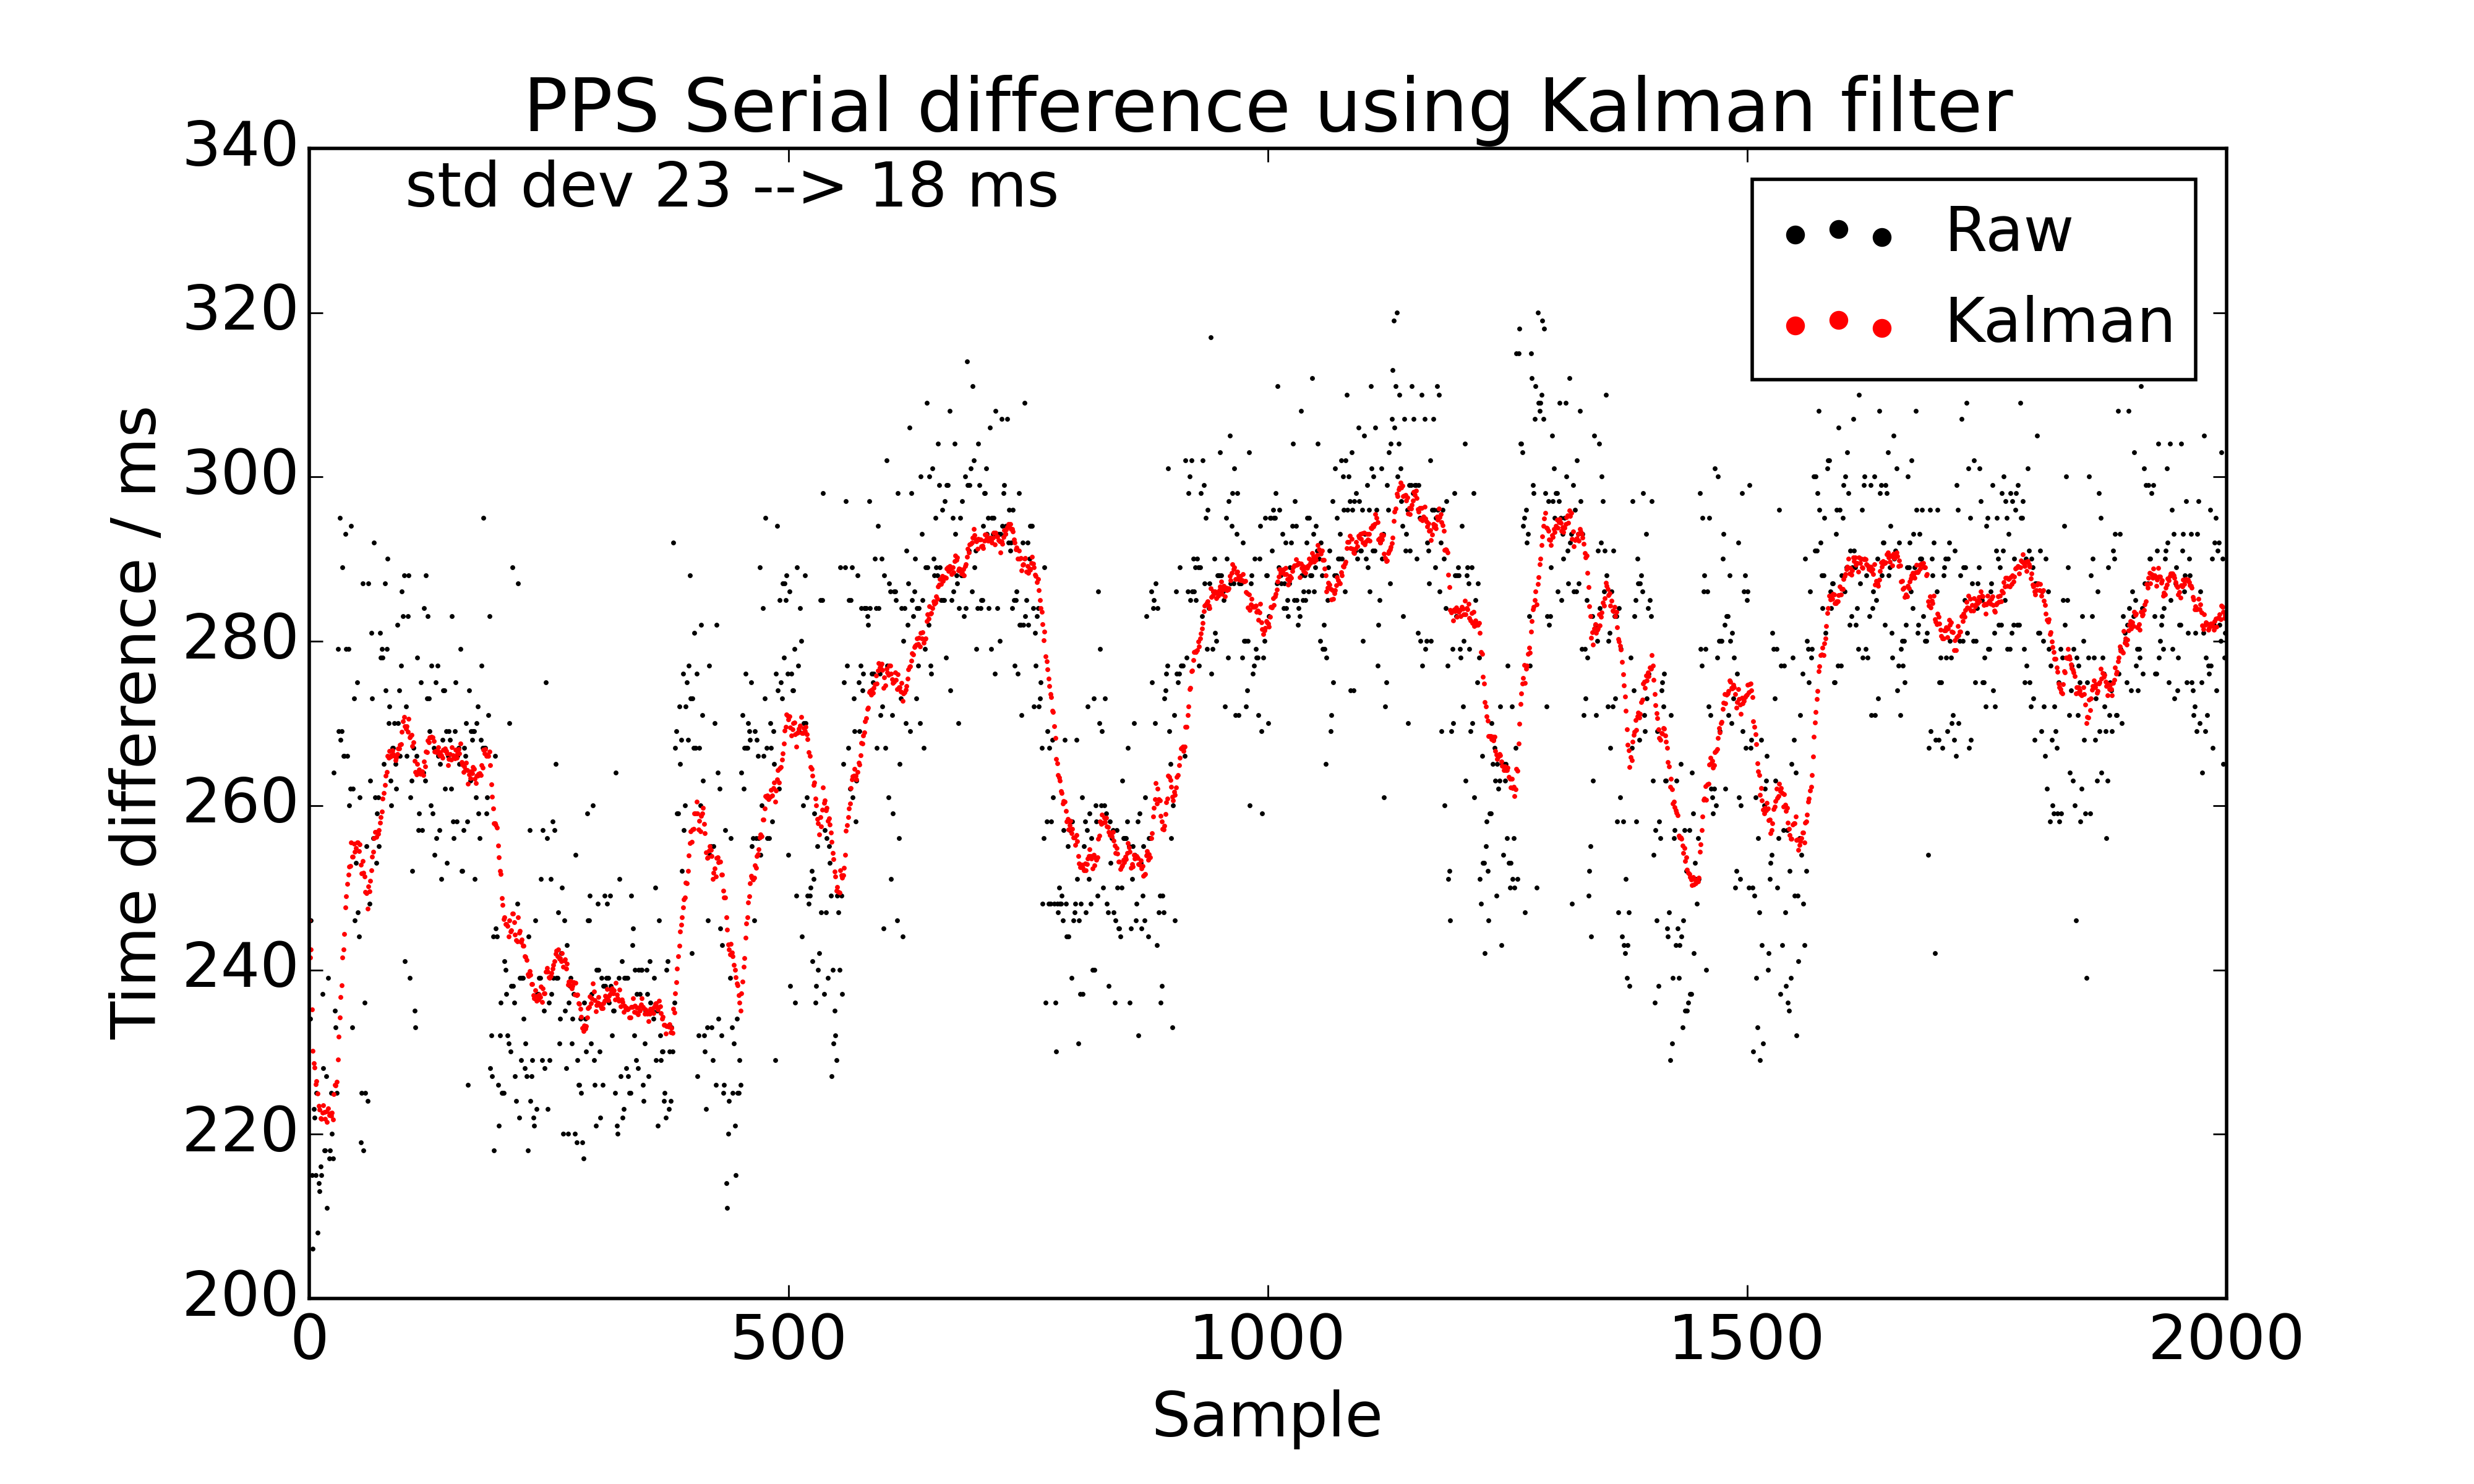 PPS Serial difference using Kalman filter
std dev 23 --> 18 ms
Raw
Kalman
340
320
300
280
260
240
220
200
Time difference / ms
0 500 1000 1500 2000
Sample